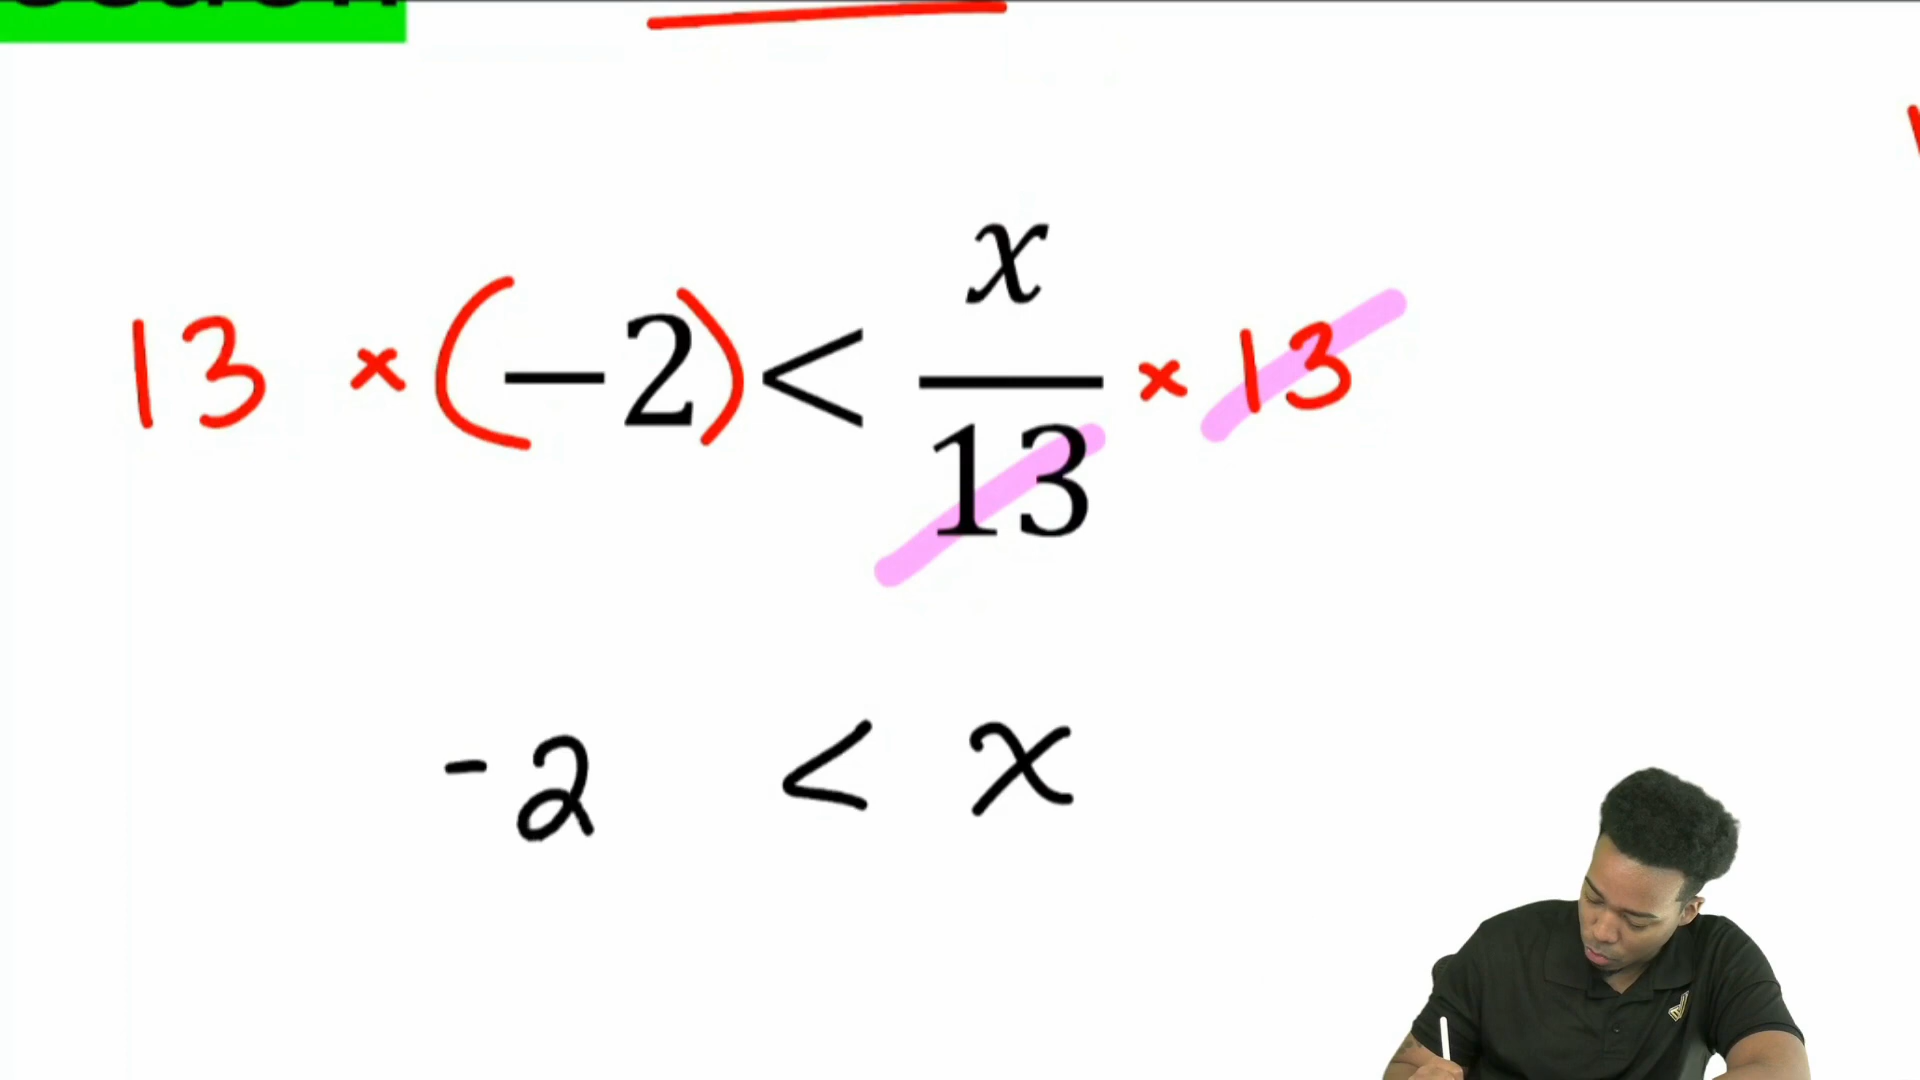 13 × (−2) < x/13 × 13
-2 < x